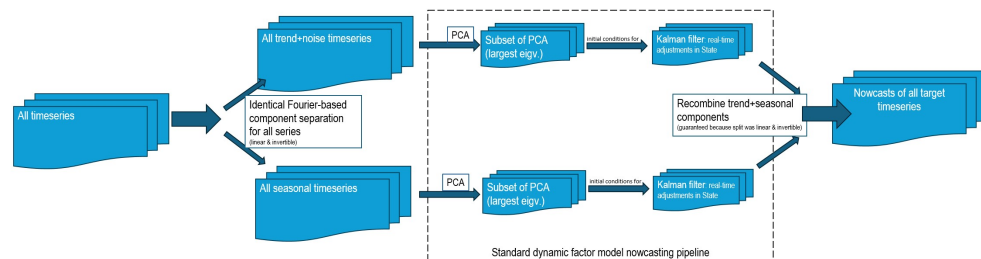 All timeseries
All trend+noise timeseries
Identical Fourier-based
component separation
for all series
(linear & invertible)
All seasonal timeseries
PCA
Subset of PCA
(largest eigv.)
initial conditions for
Kalman filter real-time
adjustments in State
PCA
Subset of PCA
(largest eigv.)
initial conditions for
Kalman filter real-time
adjustments in State
Recombine trend+seasonal
components
(guaranteed because split was linear & invertible)
Nowcasts of all target
timeseries
Standard dynamic factor model nowcasting pipeline